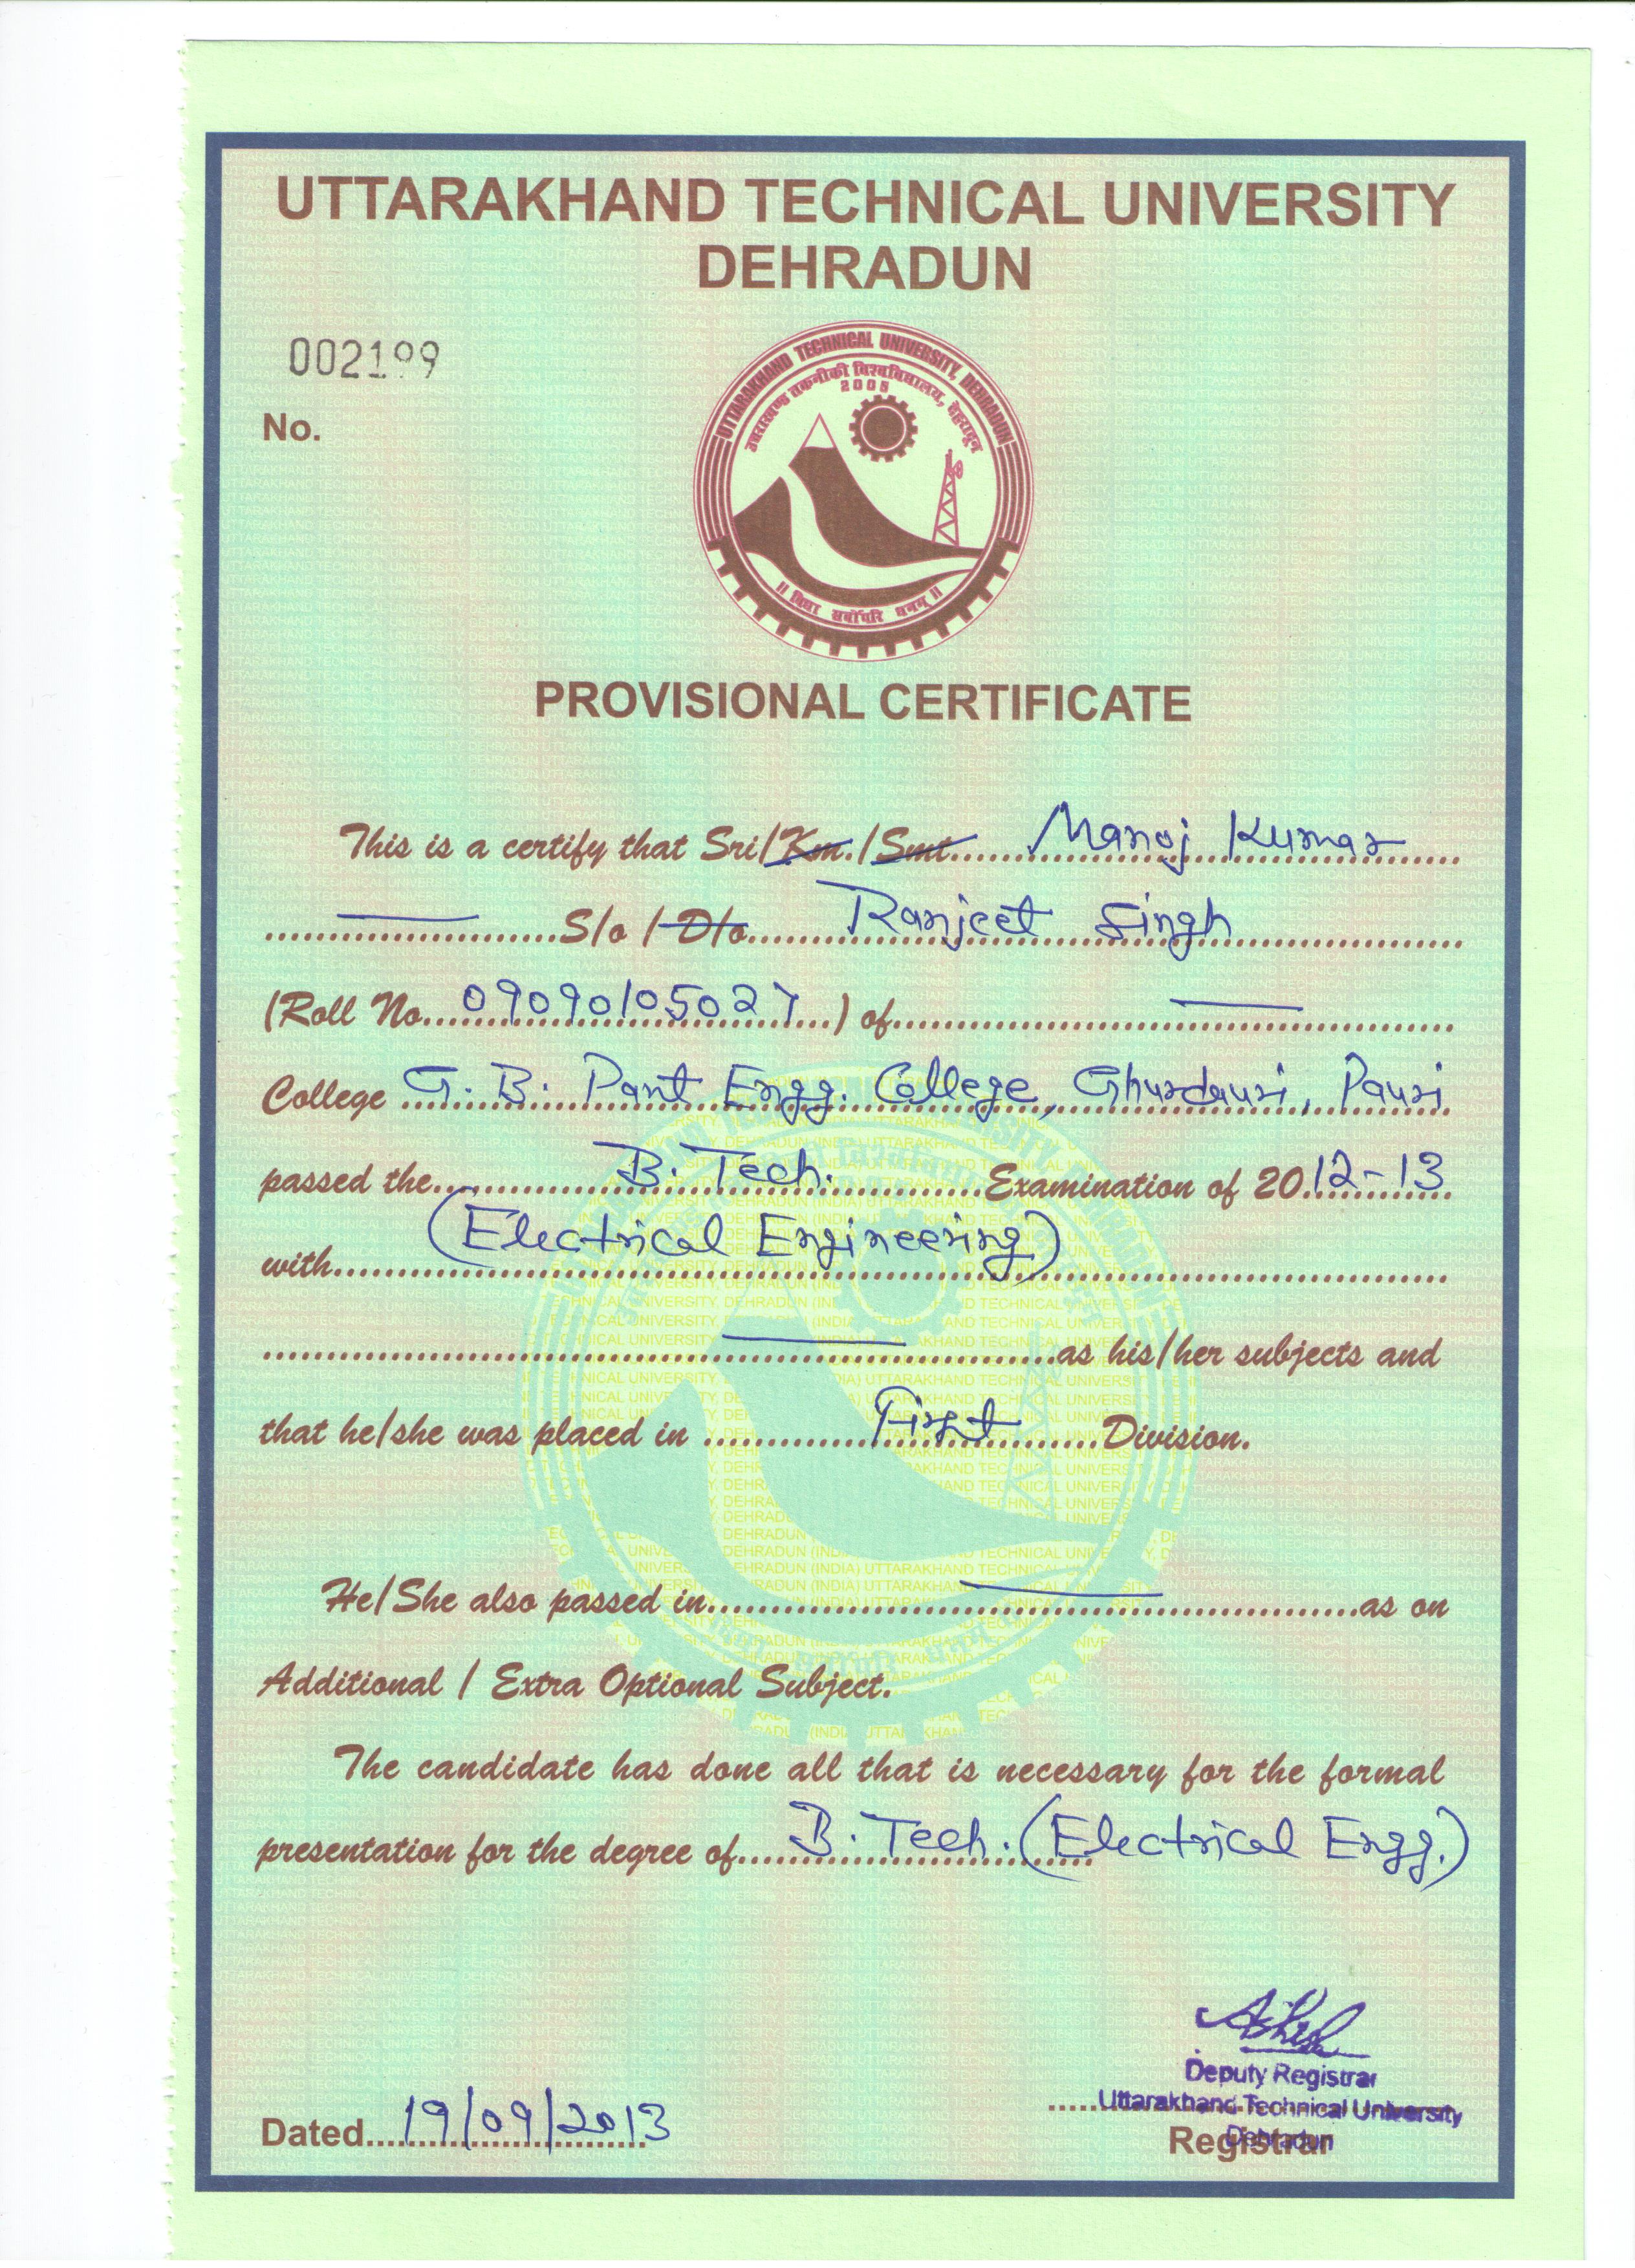 UTTARAKHAND TECHNICAL UNIVERSITY
DEHRADUN
002199
No.
UTTARAKHAND TECHNICAL UNIVERSITY, DEHRADUN
उत्तराखण्ड तकनीकी विश्वविद्यालय, देहरादून
2005
॥ विद्या सर्वोपरि धनम् ॥
PROVISIONAL CERTIFICATE
This is a certify that Sri/Km./Smt. Manoj Kumar
S/o / D/o Ranjeet Singh
(Roll No. 09090105027) of
College G. B. Pant Engg. College, Ghurdauri, Pauri
passed the B. Tech. Examination of 2012-13
with (Electrical Engineering)
as his/her subjects and
that he/she was placed in First Division.
He/She also passed in as on
Additional / Extra Optional Subject.
The candidate has done all that is necessary for the formal
presentation for the degree of B. Tech. (Electrical Engg.)
Deputy Registrar
Uttarakhand Technical University
Dehradun
Dated 19/09/2013
Registrar